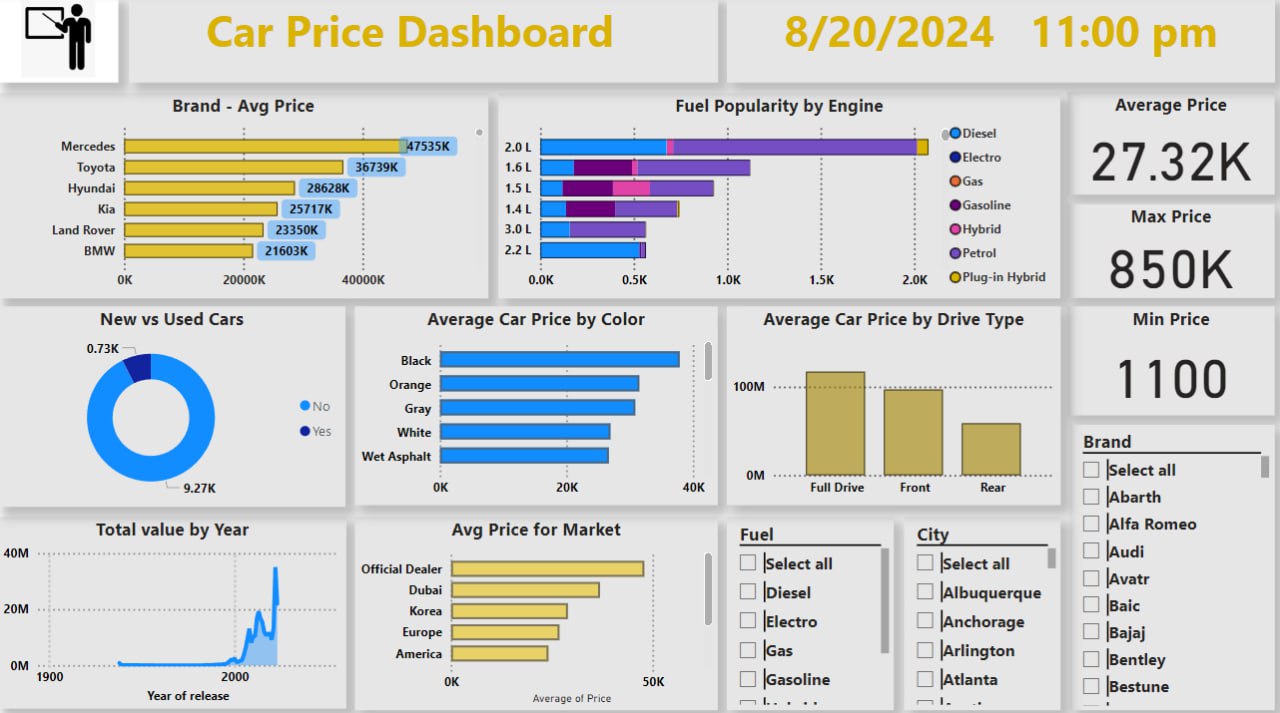 Car Price Dashboard
8/20/2024 11:00 pm
Brand - Avg Price
Mercedes 47535K
Toyota 36739K
Hyundai 28628K
Kia 25717K
Land Rover 23350K
BMW 21603K
0K 20000K 40000K
Fuel Popularity by Engine
2.0 L
1.6 L
1.5 L
1.4 L
3.0 L
2.2 L
0.0K 0.5K 1.0K 1.5K 2.0K
Diesel
Electro
Gas
Gasoline
Hybrid
Petrol
Plug-in Hybrid
Average Price
27.32K
Max Price
850K
Min Price
1100
New vs Used Cars
0.73K
9.27K
No
Yes
Average Car Price by Color
Black
Orange
Gray
White
Wet Asphalt
0K 20K 40K
Average Car Price by Drive Type
100M
0M
Full Drive Front Rear
Total value by Year
40M
20M
0M
1900 2000
Year of release
Avg Price for Market
Official Dealer
Dubai
Korea
Europe
America
0K 50K
Average of Price
Fuel
Select all
Diesel
Electro
Gas
Gasoline
City
Select all
Albuquerque
Anchorage
Arlington
Atlanta
Brand
Select all
Abarth
Alfa Romeo
Audi
Avatr
Baic
Bajaj
Bentley
Bestune